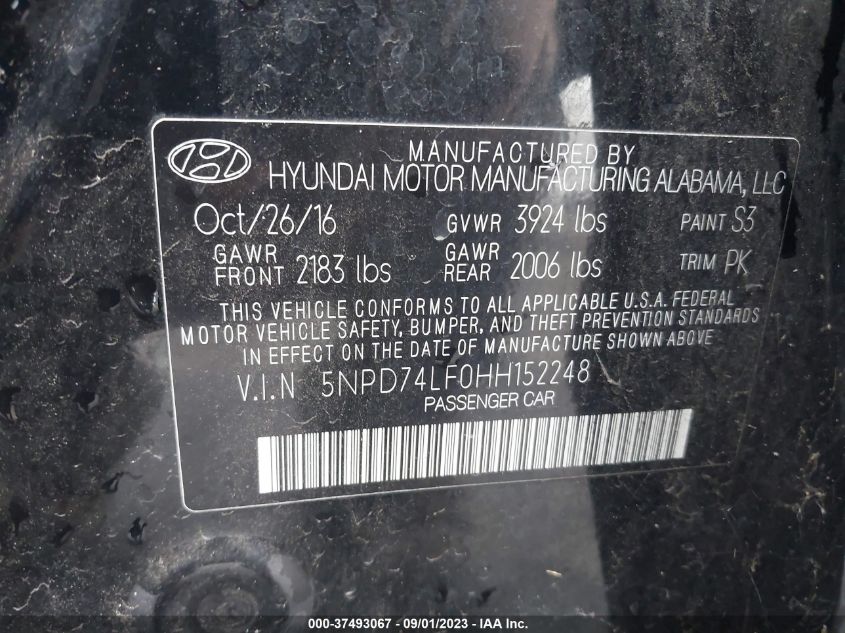 MANUFACTURED BY
HYUNDAI MOTOR MANUFACTURING ALABAMA, LLC
Oct/26/16 GVWR 3924 lbs PAINT S3
GAWR FRONT 2183 lbs GAWR REAR 2006 lbs TRIM PK
THIS VEHICLE CONFORMS TO ALL APPLICABLE U.S.A. FEDERAL
MOTOR VEHICLE SAFETY, BUMPER, AND THEFT PREVENTION STANDARDS
IN EFFECT ON THE DATE OF MANUFACTURE SHOWN ABOVE
V.I.N 5NPD74LF0HH152248
PASSENGER CAR
000-37493067 - 09/01/2023 - IAA Inc.